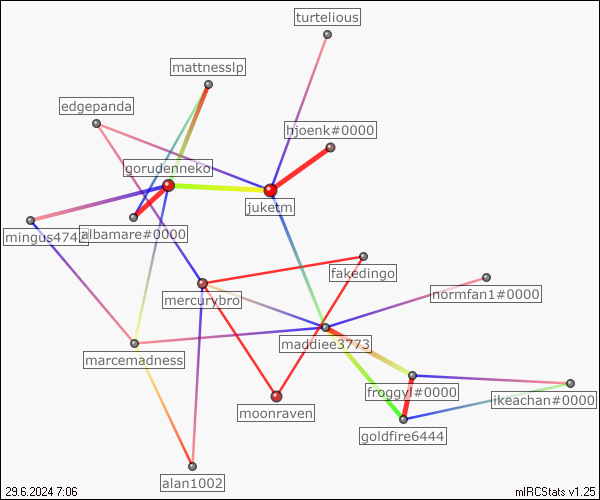 turtelious
mattnesslp
edgepanda
hjoenk#0000
gorudenneko
juketm
albamare#0000
fakedingo
normfan1#0000
mercurybro
maddiee3773
marcemadness
froggyl#0000
ikeachan#0000
moonraven
goldfire6444
alan1002
29.6.2024 7:06
mIRCStats v1.25